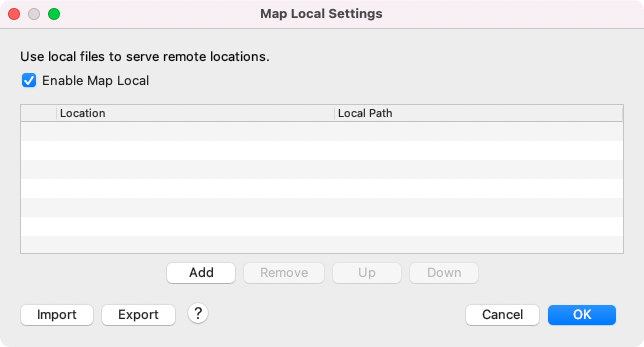 Map Local Settings
Use local files to serve remote locations.
Enable Map Local
Location Local Path
Add Remove Up Down
Import Export ? Cancel OK